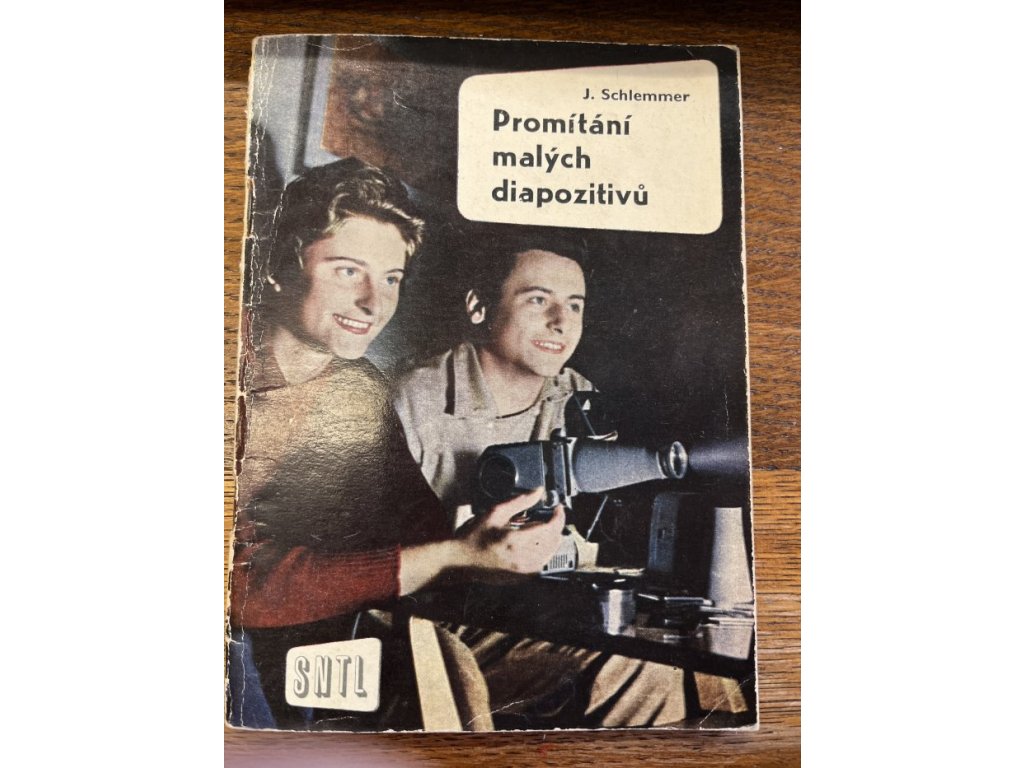 J. Schlemmer
Promítání
malých
diapozitivů
SNTL